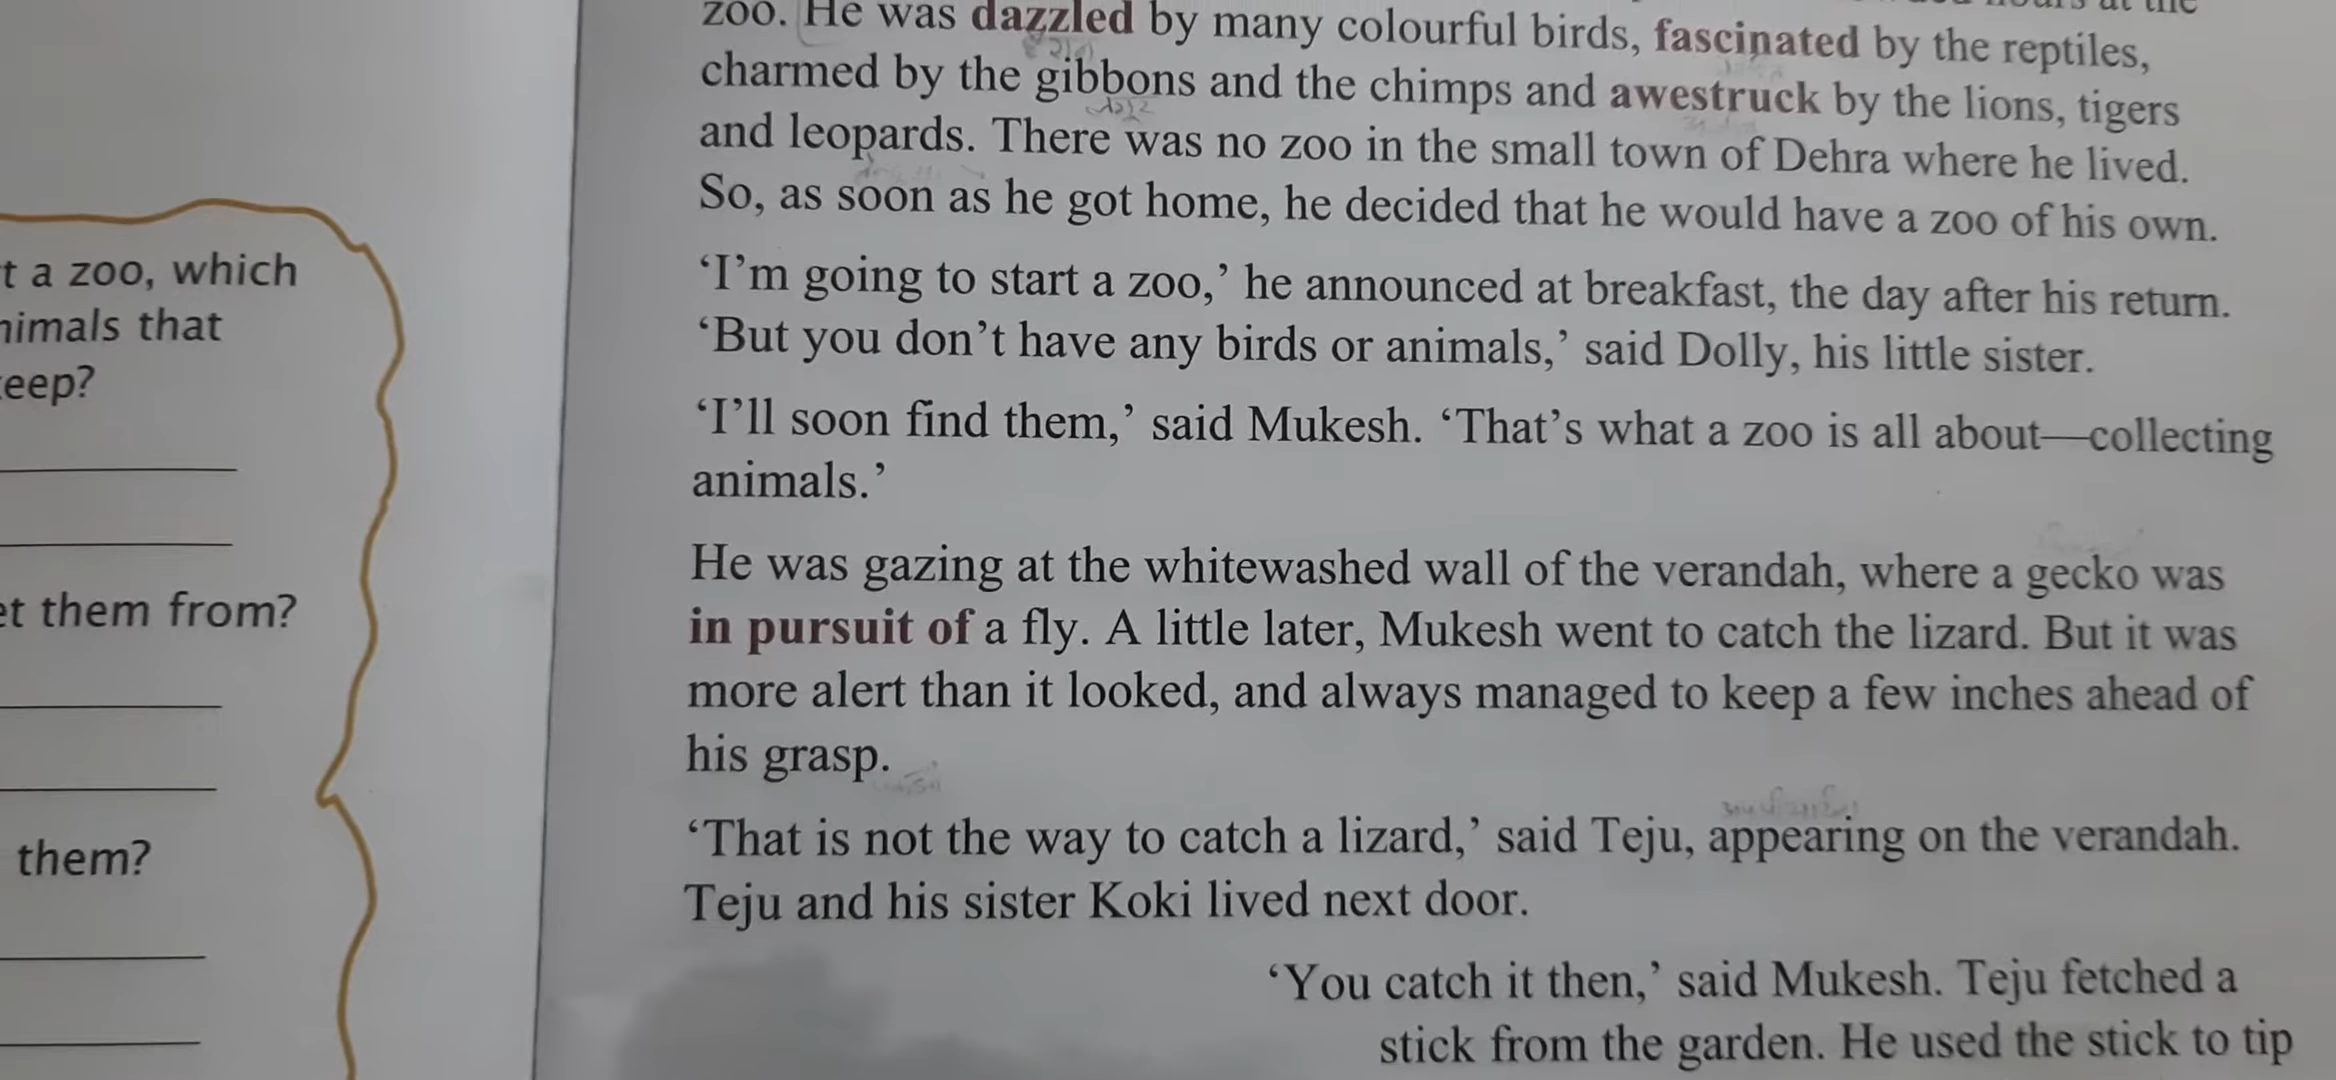 t a zoo, which
nimals that
eep?
et them from?
them?
hours at the
zoo. He was dazzled by many colourful birds, fascinated by the reptiles,
charmed by the gibbons and the chimps and awestruck by the lions, tigers
and leopards. There was no zoo in the small town of Dehra where he lived.
So, as soon as he got home, he decided that he would have a zoo of his own.
‘I’m going to start a zoo,’ he announced at breakfast, the day after his return.
‘But you don’t have any birds or animals,’ said Dolly, his little sister.
‘I’ll soon find them,’ said Mukesh. ‘That’s what a zoo is all about—collecting
animals.’
He was gazing at the whitewashed wall of the verandah, where a gecko was
in pursuit of a fly. A little later, Mukesh went to catch the lizard. But it was
more alert than it looked, and always managed to keep a few inches ahead of
his grasp.
‘That is not the way to catch a lizard,’ said Teju, appearing on the verandah.
Teju and his sister Koki lived next door.
‘You catch it then,’ said Mukesh. Teju fetched a
stick from the garden. He used the stick to tip